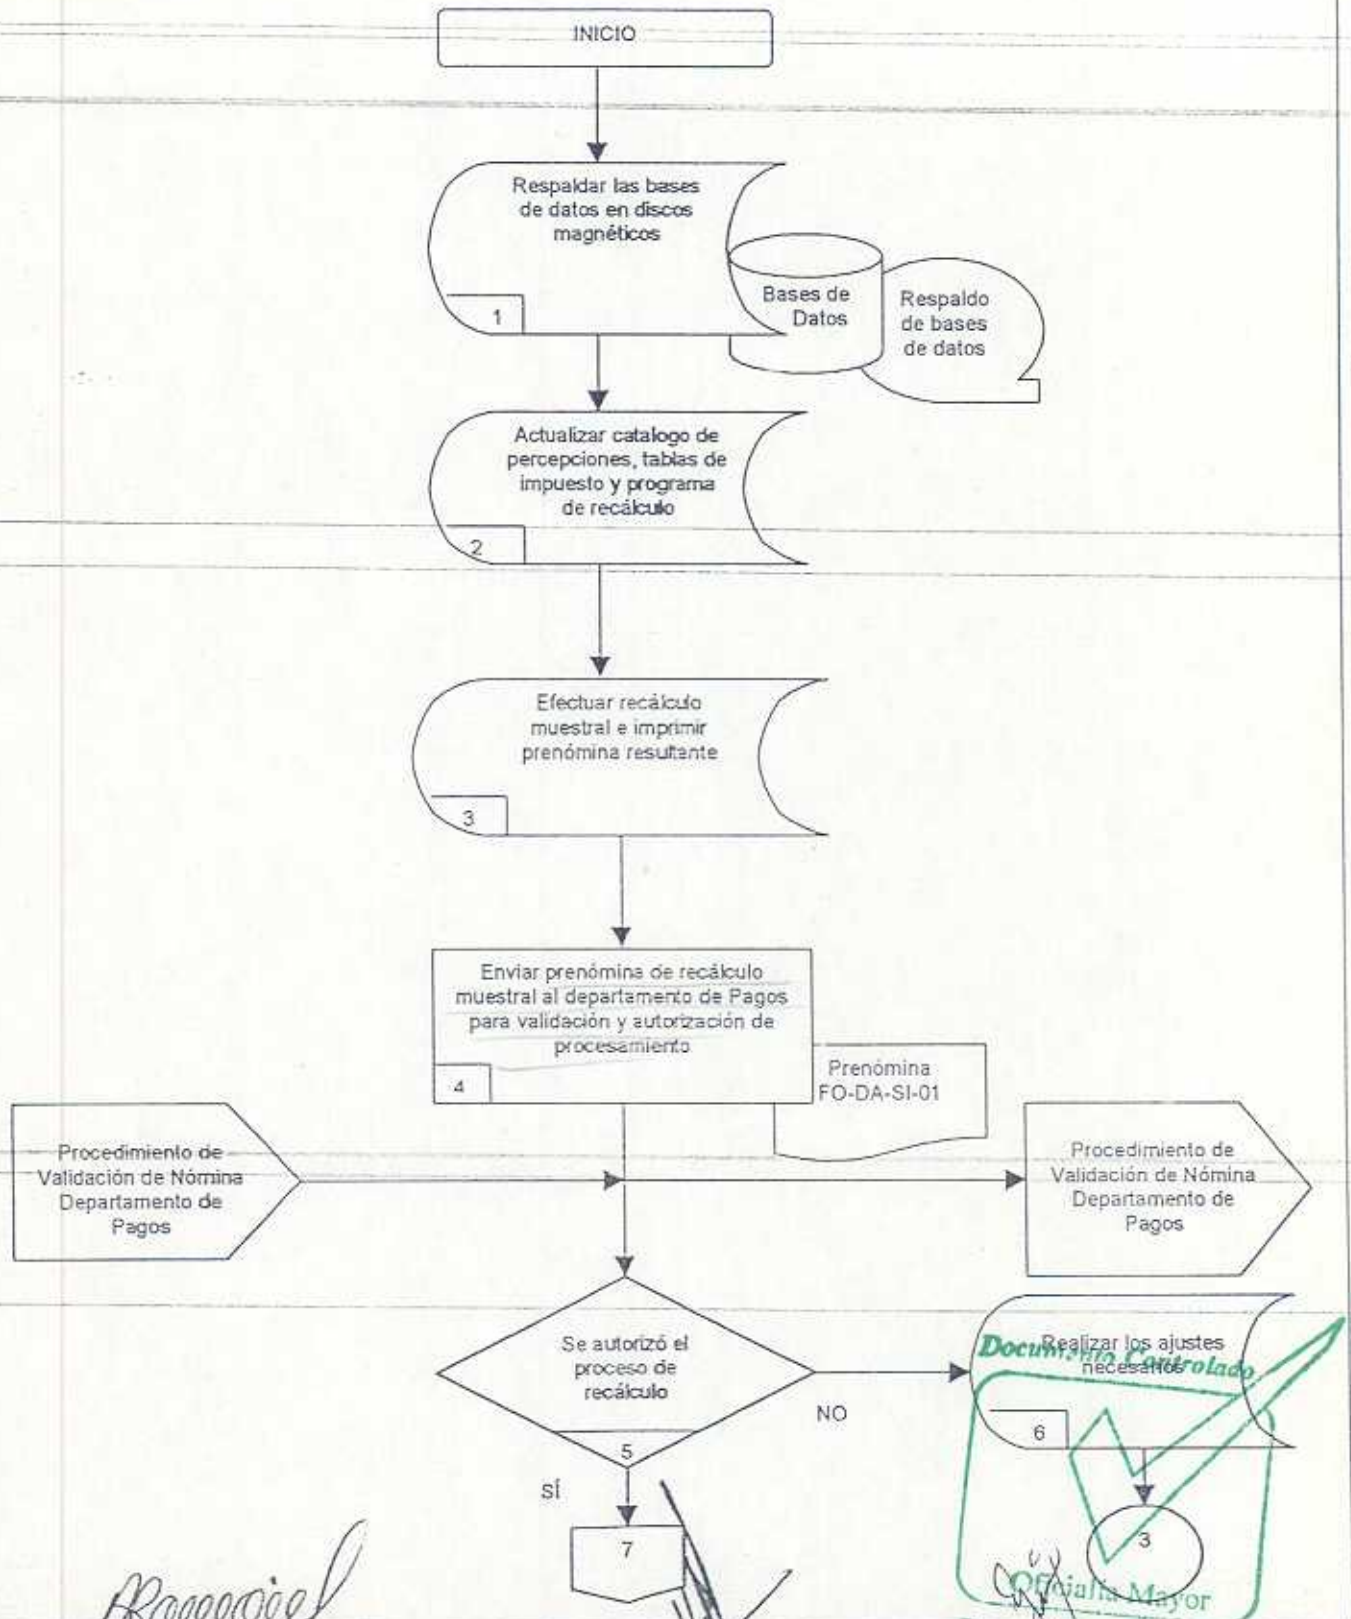 INICIO
Respaldar las bases
de datos en discos
magnéticos
1
Bases de
Datos
Respaldo
de bases
de datos
Actualizar catalogo de
percepciones, tablas de
impuesto y programa
de recálculo
2
Efectuar recálculo
muestral e imprimir
prenómina resultante
3
Enviar prenómina de recálculo
muestral al departamento de Pagos
para validación y autorización de
procesamiento
4
Prenómina
FO-DA-SI-01
Procedimiento de
Validación de Nómina
Departamento de
Pagos
Procedimiento de
Validación de Nómina
Departamento de
Pagos
Se autorizó el
proceso de
recálculo
5
NO
SÍ
Realizar los ajustes
necesarios
6
Documento Controlado
7
3
Oficialía Mayor